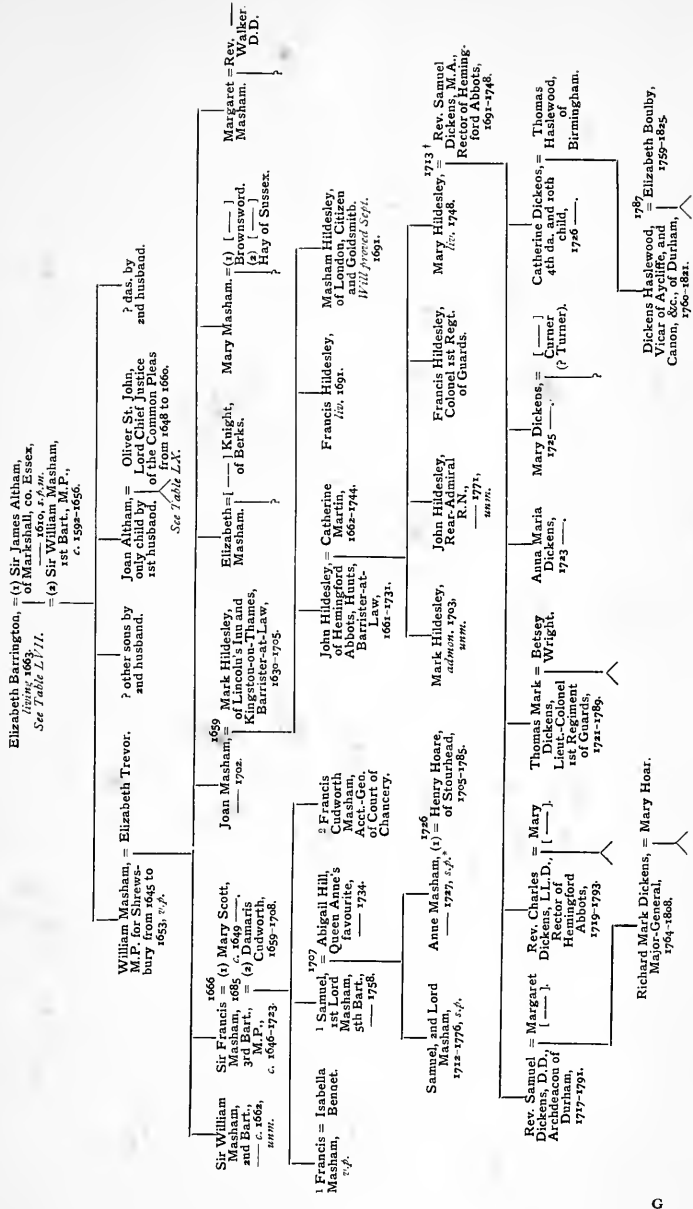 Elizabeth Barrington, = (1) Sir James Altham,
living 1663. of Markshall, co. Essex,
See Table LVII. —— 1610, s.p.m.
= (2) Sir William Masham,
1st Bart., M.P.,
c. 1592-1656.
William Masham, = Elizabeth Trevor.
M.P. for Shrews-
bury from 1645 to
1653, v.p.
? other sons by
2nd husband.
Joan Altham, = Oliver St. John,
only child by Lord Chief Justice
1st husband. of the Common Pleas
from 1648 to 1660.
See Table LX.
? das. by
2nd husband.
Sir William
Masham,
2nd Bart.,
—— c. 1662,
unm.
1666
Sir Francis = (1) Mary Scott,
Masham, 1685 c. 1649 ——.
3rd Bart., = (2) Damaris
M.P., Cudworth,
c. 1646-1723. 1659-1708.
1659
Joan Masham, = Mark Hildesley,
—— 1702. of Lincoln's Inn and
Kingston-on-Thames,
Barrister-at-Law,
1630-1705.
Elizabeth = [ —— ] Knight,
Masham. of Berks.
?
Mary Masham. = (1) [ —— ]
Brownsword.
(2) [ —— ]
Hay of Sussex.
?
Margaret = Rev. ——
Masham. Walker.
D.D.
?
1 Francis = Isabella
Masham, Bennet.
v.p.
1707
1 Samuel, = Abigail Hill,
1st Lord Queen Anne's
Masham, favourite,
5th Bart., —— 1734.
—— 1758.
2 Francis
Cudworth
Masham,
Acct.-Geo.
of Court of
Chancery.
John Hildesley, = Catherine
of Hemingford Martin,
Abbots, Hunts, 1662-1744.
Barrister-at-
Law,
1661-1731.
Francis Hildesley,
liv. 1691.
Masham Hildesley,
of London, Citizen
and Goldsmitb.
Will proved Sept.
1691.
Samuel, and Lord
Masham,
1712-1776, s.p.
1726
Anne Masham, (1) = Henry Hoare,
—— 1727, s.p.* of Stourhead,
1705-1785.
Mark Hildesley,
admon. 1703,
unm.
John Hildesley,
Rear-Admiral
R.N.,
—— 1771,
unm.
Francis Hildesley,
Colonel 1st Regt.
of Guards.
1713 †
Mary Hildesley, = Rev. Samuel
liv. 1748. Dickens, M.A.,
Rector of Heming-
ford Abbots,
1691-1748.
Rev. Samuel = Margaret
Dickens, D.D., [ —— ].
Archdeacou of
Durham,
1717-1791.
Rev. Charles = Mary
Dickens, LL.D., [ —— ].
Rector of
Hemingford
Abbots,
1719-1793.
Thomas Mark = Betsey
Dickens, Wright.
Lieut.-Colonel
1st Regiment
of Guards,
1721-1789.
Anna Maria
Dickens,
1723 ——.
Mary Dickens, = [ —— ]
1725 ——. Curner
(? Turner).
?
Catherine Dickeos, = Thomas
4th da. and 10th Haslewood,
child, of
1726 ——. Birmingham.
Richard Mark Dickens, = Mary Hoar.
Major-General,
1764-1808.
1787
Dickens Haslewood, = Elizabeth Boulby,
Vicar of Aycliffe, and 1759-1825.
Canon, &c., of Durham,
1760-1821.
G